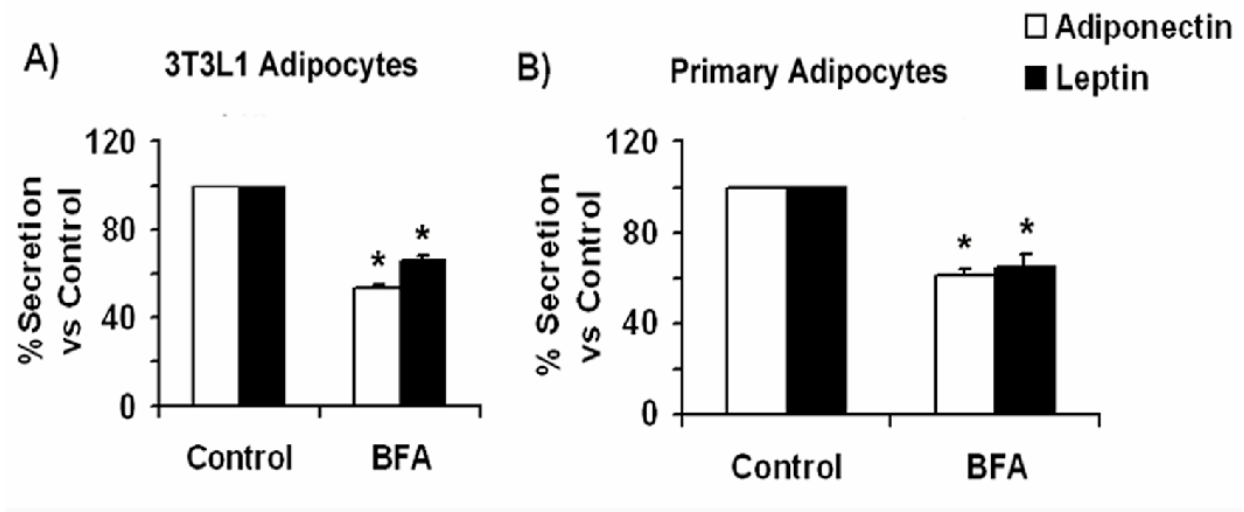 A)
3T3L1 Adipocytes
% Secretion
vs Control
120
80
40
0
*
*
Control
BFA
B)
Primary Adipocytes
% Secretion
vs Control
120
80
40
0
*
*
Control
BFA
Adiponectin
Leptin